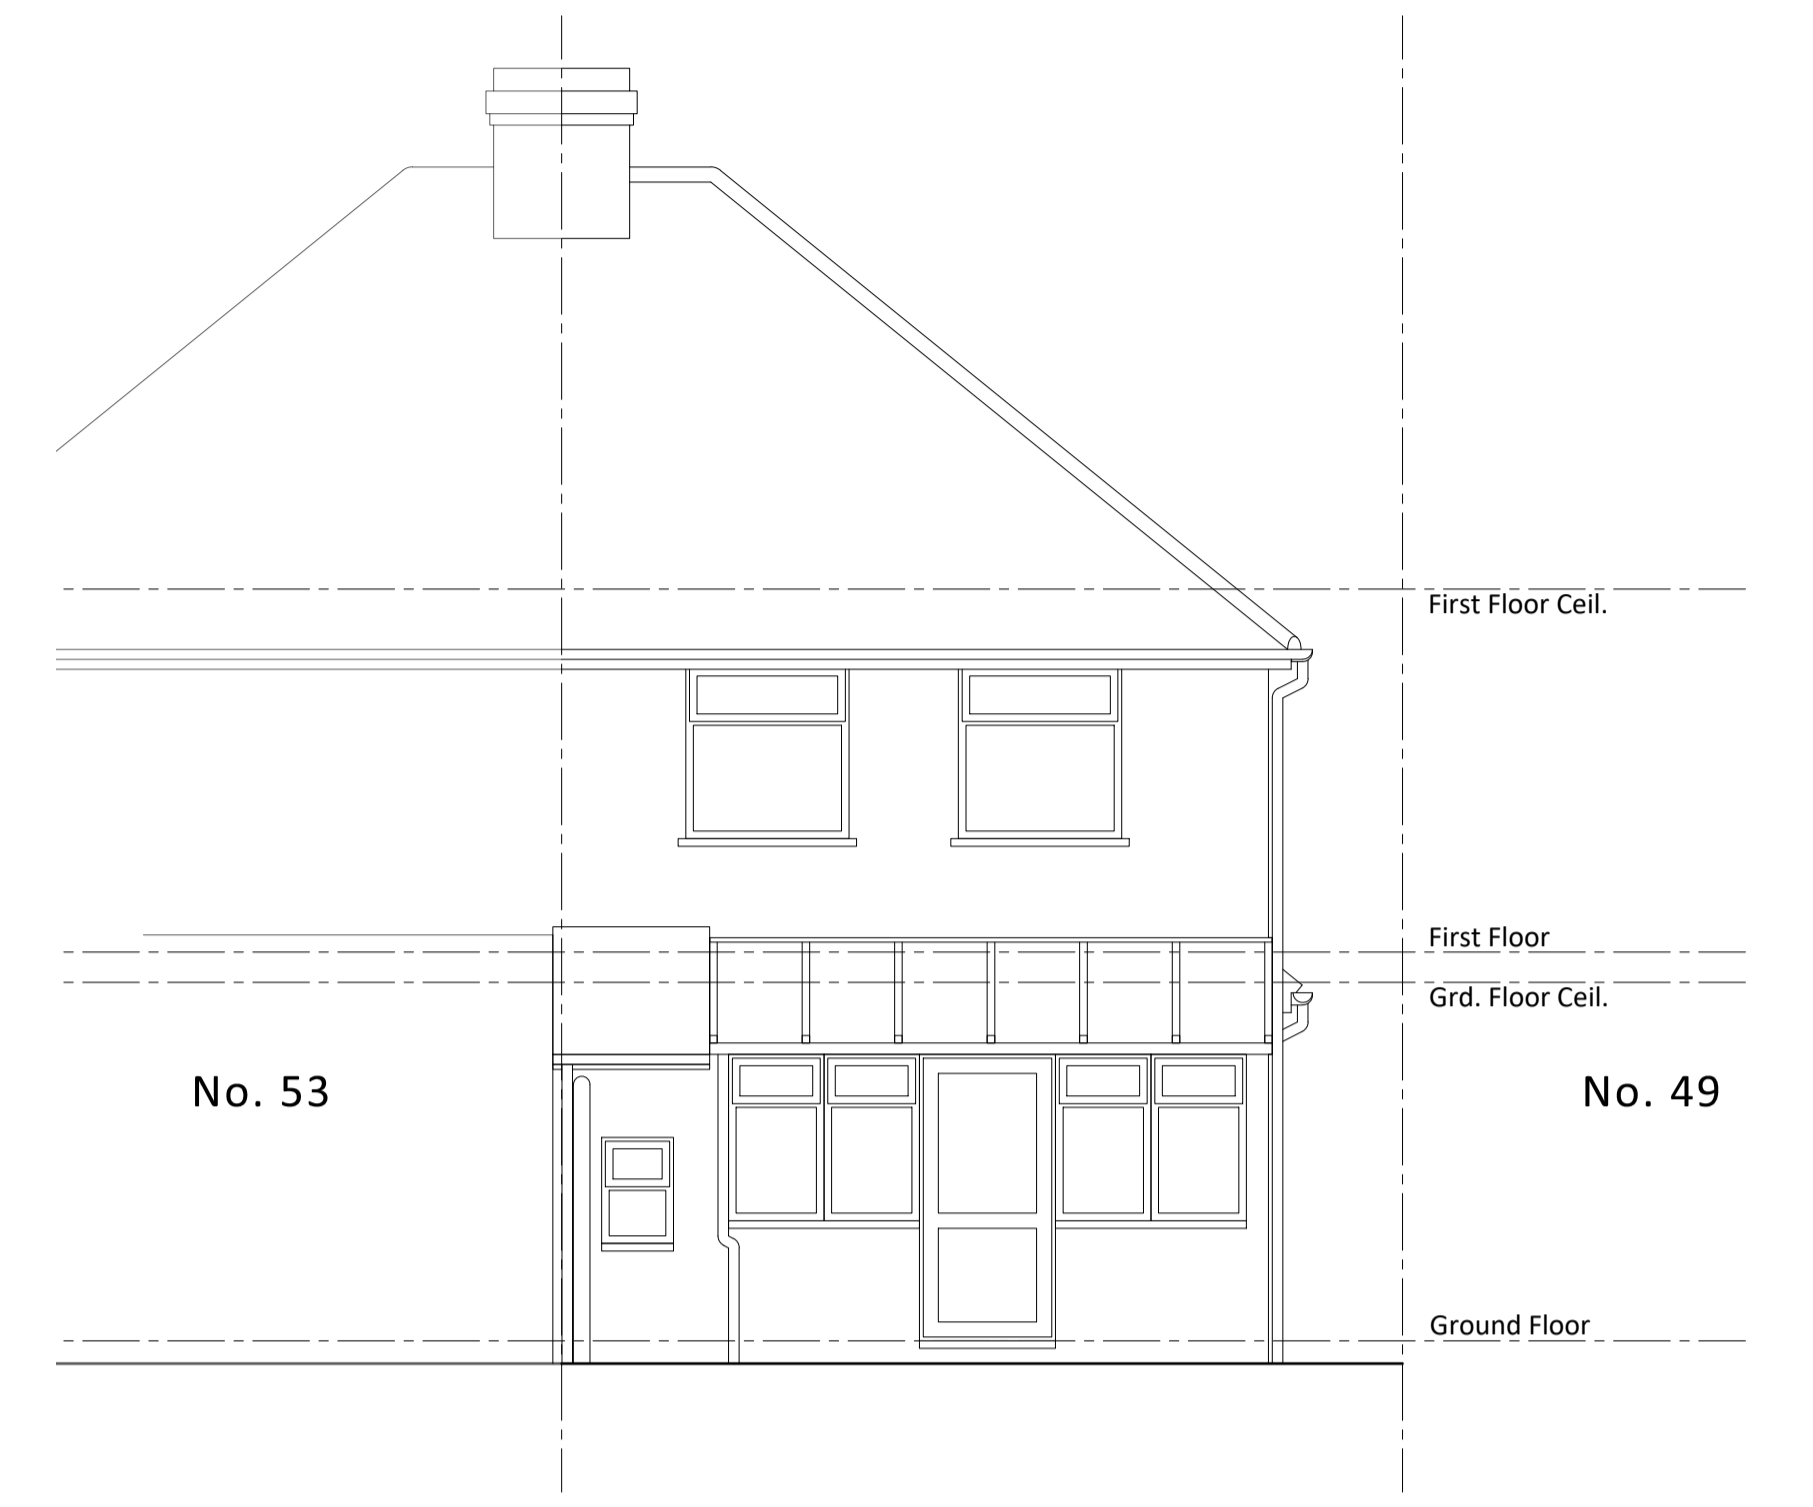 First Floor Ceil.
First Floor
Grd. Floor Ceil.
No. 53
No. 49
Ground Floor